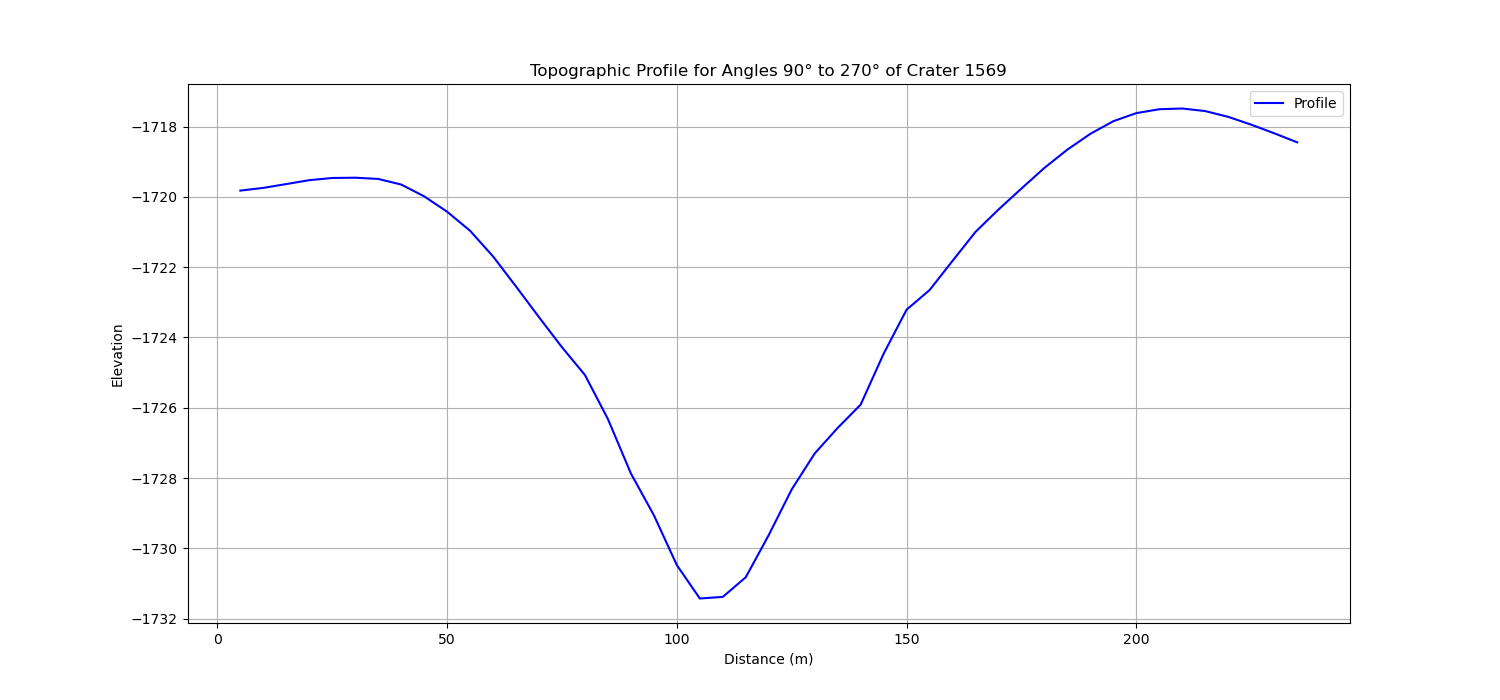 Topographic Profile for Angles 90° to 270° of Crater 1569
Profile
Elevation
−1718
−1720
−1722
−1724
−1726
−1728
−1730
−1732
0 50 100 150 200
Distance (m)